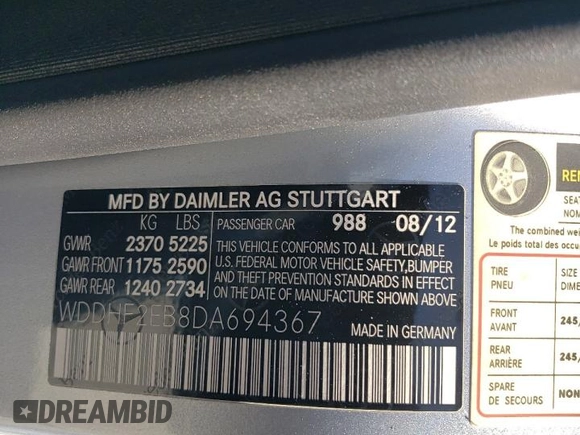 MFD BY DAIMLER AG STUTTGART
KG LBS
GVWR 2370 5225
GAWR FRONT 1175 2590
GAWR REAR 1240 2734
PASSENGER CAR 988 08/12
THIS VEHICLE CONFORMS TO ALL APPLICABLE
U.S. FEDERAL MOTOR VEHICLE SAFETY, BUMPER
AND THEFT PREVENTION STANDARDS IN EFFECT
ON THE DATE OF MANUFACTURE SHOWN ABOVE.
WDDHF2EB8DA694367
MADE IN GERMANY
The combined
Le poids total des occu
TIRE
PNEU
SIZE
DIME
FRONT
AVANT
245,
REAR
ARRIÈRE
245,
SPARE
DE SECOURS
NON
DREAMBID